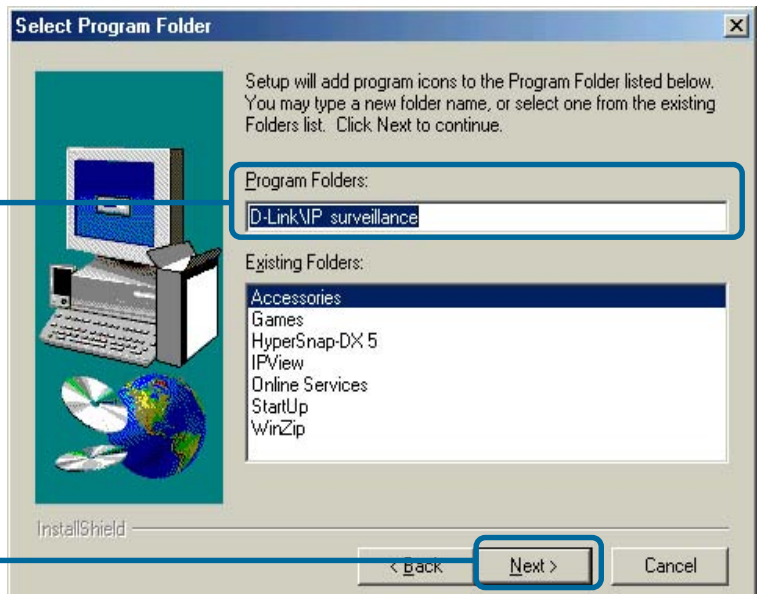 Select Program Folder
Setup will add program icons to the Program Folder listed below.
You may type a new folder name, or select one from the existing
Folders list. Click Next to continue.
Program Folders:
D-Link\IP surveillance
Existing Folders:
Accessories
Games
HyperSnap-DX 5
IPView
Online Services
StartUp
WinZip
InstallShield
< Back
Next >
Cancel